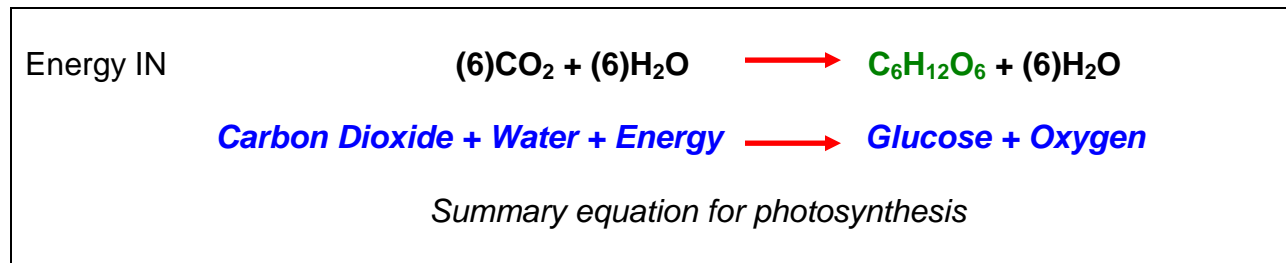 Energy IN (6)CO₂ + (6)H₂O → C₆H₁₂O₆ + (6)H₂O
Carbon Dioxide + Water + Energy → Glucose + Oxygen
Summary equation for photosynthesis